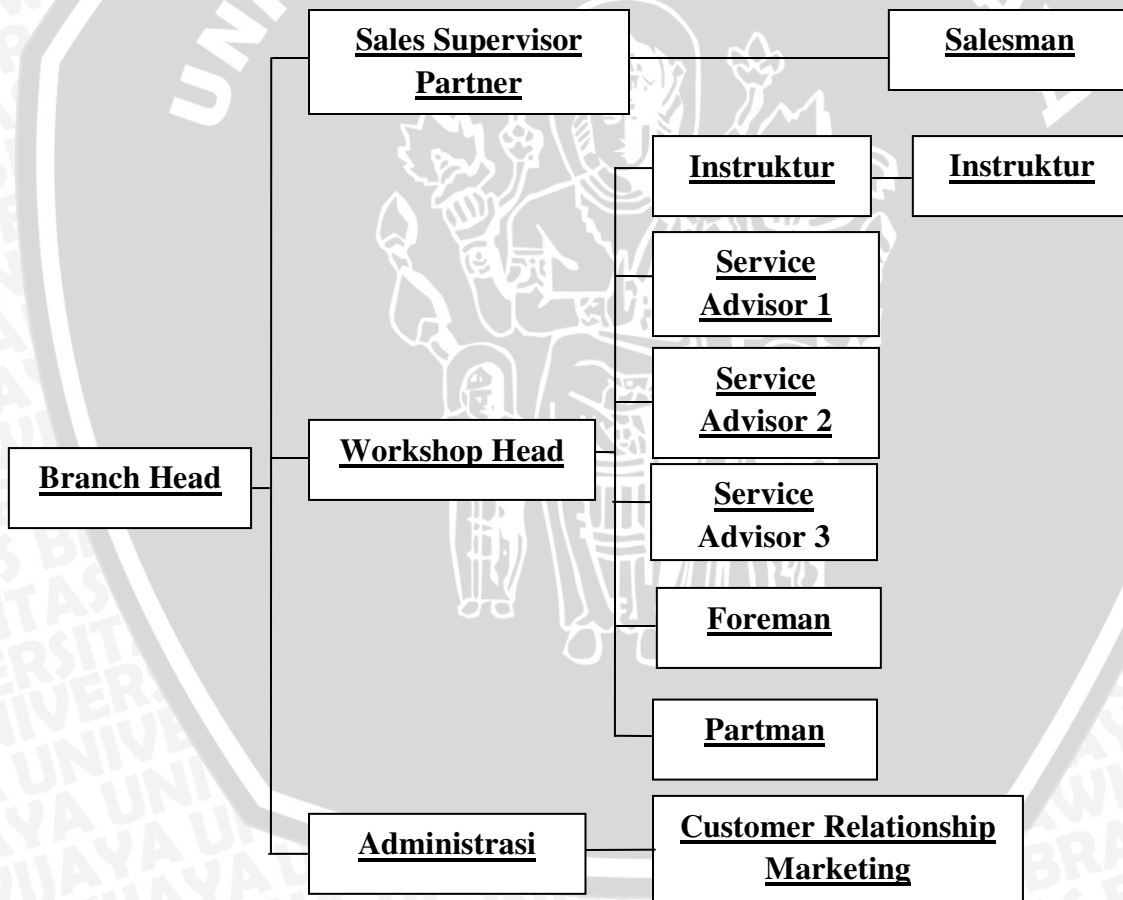 Sales Supervisor
Partner
Salesman
Instruktur
Instruktur
Service
Advisor 1
Service
Advisor 2
Workshop Head
Branch Head
Service
Advisor 3
Foreman
Partman
Administrasi
Customer Relationship
Marketing